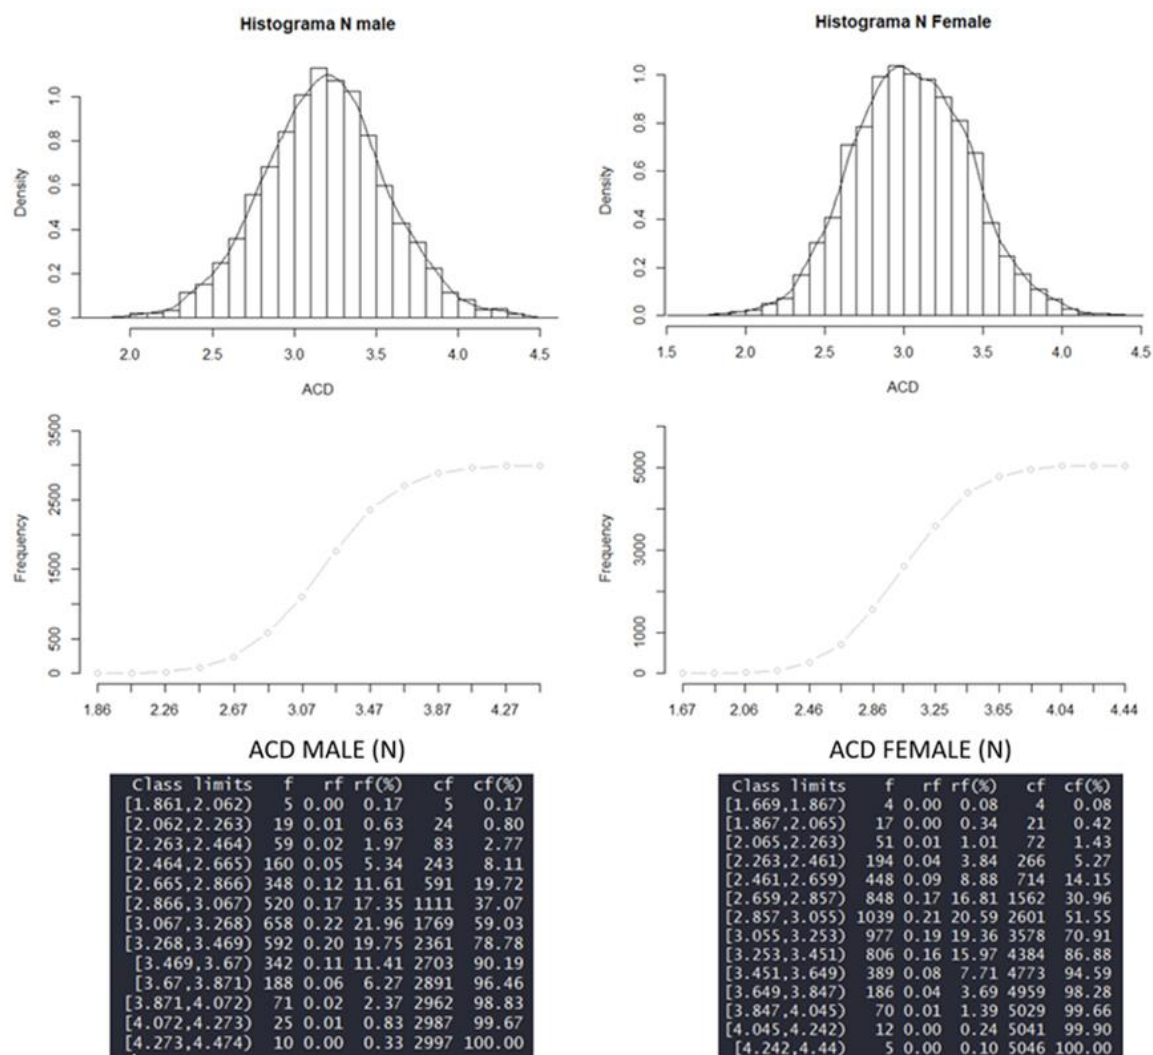 Histograma N male
Density
0.0 0.2 0.4 0.6 0.8 1.0
2.0 2.5 3.0 3.5 4.0 4.5
ACD
Histograma N Female
Density
0.0 0.2 0.4 0.6 0.8 1.0
1.5 2.0 2.5 3.0 3.5 4.0 4.5
ACD
Frequency
0 500 1500 2500 3500
1.86 2.26 2.67 3.07 3.47 3.87 4.27
Frequency
0 1000 3000 5000
1.67 2.06 2.46 2.86 3.25 3.65 4.04 4.44
ACD MALE (N)
Class limits f rf rf(%) cf cf(%)
[1.861,2.062) 5 0.00 0.17 5 0.17
[2.062,2.263) 19 0.01 0.63 24 0.80
[2.263,2.464) 59 0.02 1.97 83 2.77
[2.464,2.665) 160 0.05 5.34 243 8.11
[2.665,2.866) 348 0.12 11.61 591 19.72
[2.866,3.067) 520 0.17 17.35 1111 37.07
[3.067,3.268) 658 0.22 21.96 1769 59.03
[3.268,3.469) 592 0.20 19.75 2361 78.78
[3.469,3.67) 342 0.11 11.41 2703 90.19
[3.67,3.871) 188 0.06 6.27 2891 96.46
[3.871,4.072) 71 0.02 2.37 2962 98.83
[4.072,4.273) 25 0.01 0.83 2987 99.67
[4.273,4.474) 10 0.00 0.33 2997 100.00
ACD FEMALE (N)
Class limits f rf rf(%) cf cf(%)
[1.669,1.867) 4 0.00 0.08 4 0.08
[1.867,2.065) 17 0.00 0.34 21 0.42
[2.065,2.263) 51 0.01 1.01 72 1.43
[2.263,2.461) 194 0.04 3.84 266 5.27
[2.461,2.659) 448 0.09 8.88 714 14.15
[2.659,2.857) 848 0.17 16.81 1562 30.96
[2.857,3.055) 1039 0.21 20.59 2601 51.55
[3.055,3.253) 977 0.19 19.36 3578 70.91
[3.253,3.451) 806 0.16 15.97 4384 86.88
[3.451,3.649) 389 0.08 7.71 4773 94.59
[3.649,3.847) 186 0.04 3.69 4959 98.28
[3.847,4.045) 70 0.01 1.39 5029 99.66
[4.045,4.242) 12 0.00 0.24 5041 99.90
[4.242,4.44) 5 0.00 0.10 5046 100.00